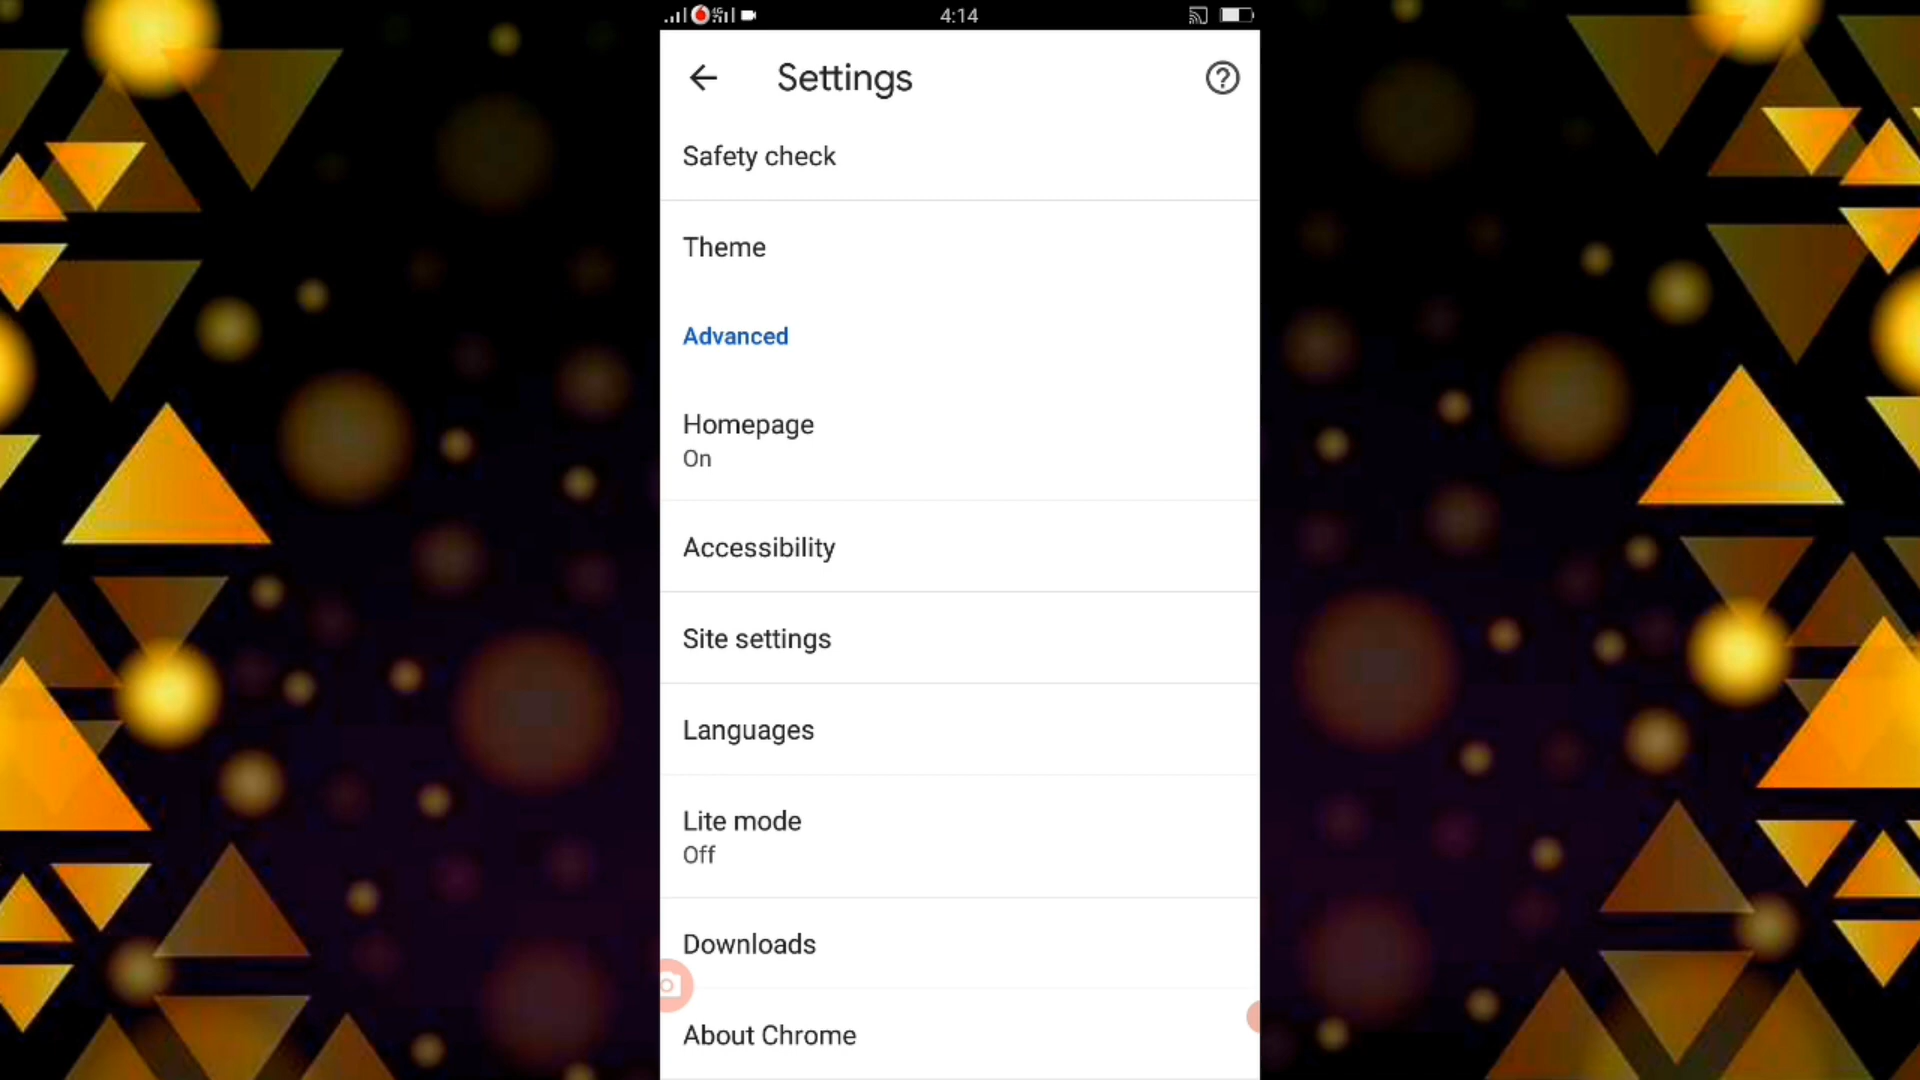 4:14
Settings
Safety check
Theme
Advanced
Homepage
On
Accessibility
Site settings
Languages
Lite mode
Off
Downloads
About Chrome